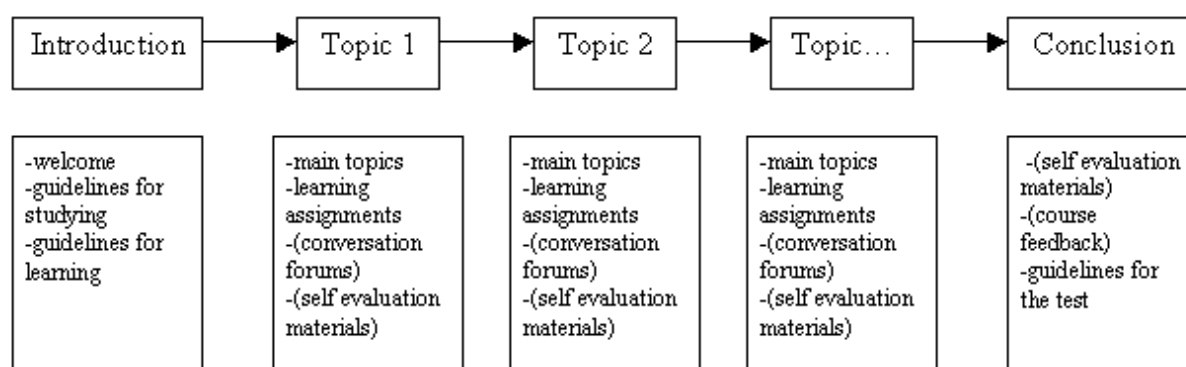 Introduction
Topic 1
Topic 2
Topic...
Conclusion
-welcome
-guidelines for
studying
-guidelines for
learning
-main topics
-learning
assignments
-(conversation
forums)
-(self evaluation
materials)
-main topics
-learning
assignments
-(conversation
forums)
-(self evaluation
materials)
-main topics
-learning
assignments
-(conversation
forums)
-(self evaluation
materials)
-(self evaluation
materials)
-(course
feedback)
-guidelines for
the test